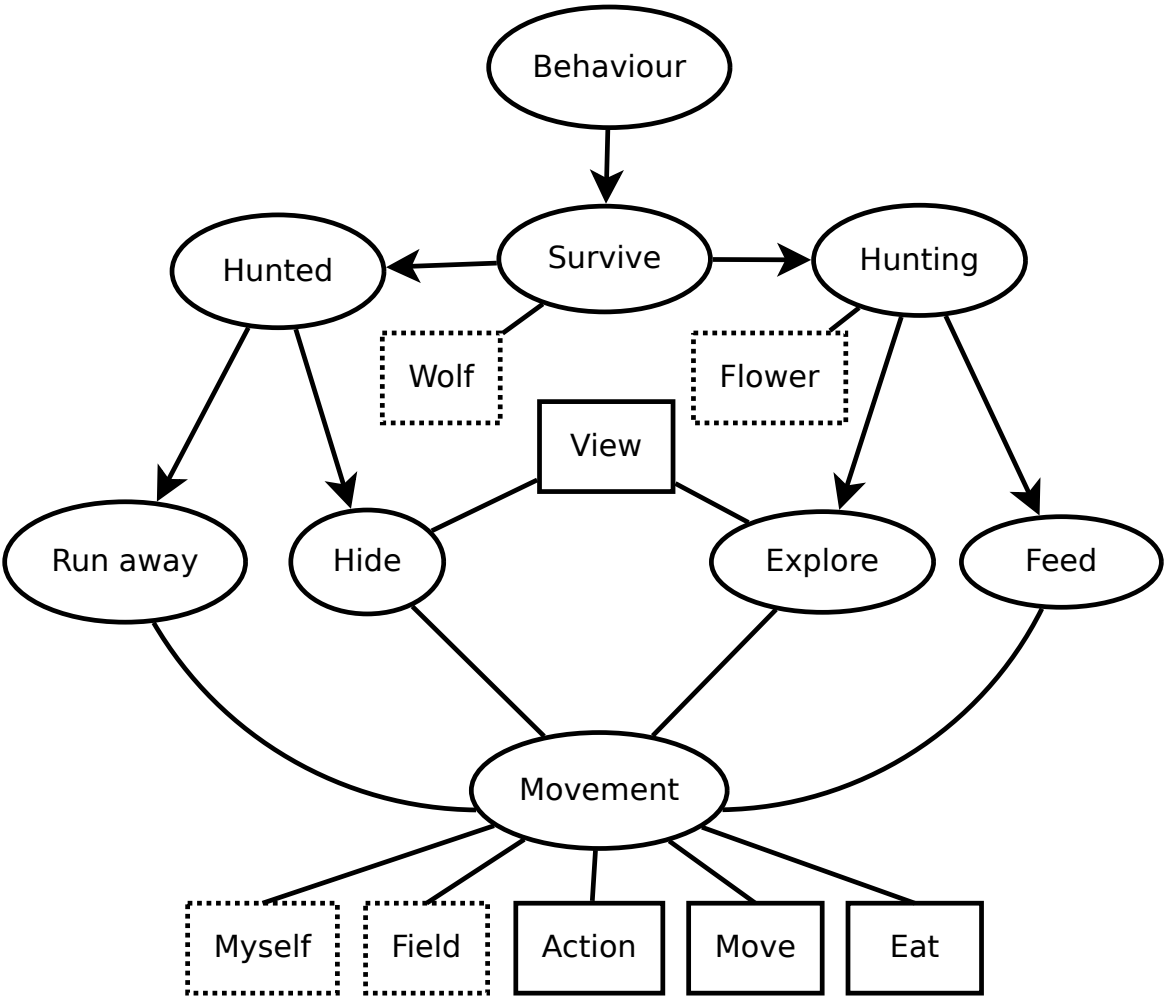 Behaviour
Hunted
Survive
Hunting
Wolf
Flower
View
Run away
Hide
Explore
Feed
Movement
Myself
Field
Action
Move
Eat